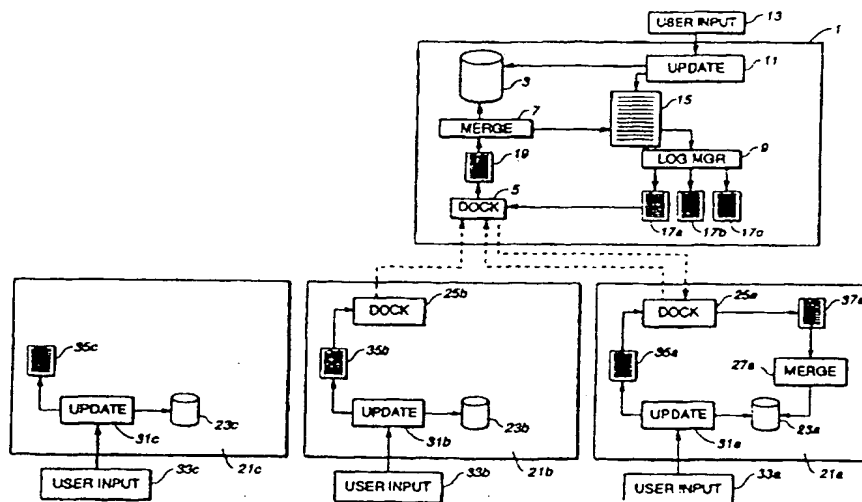 USER INPUT
13
1
UPDATE
11
3
15
7
MERGE
19
LOG MGR
9
5
DOCK
17a
17b
17c
25b
DOCK
25a
DOCK
37a
35c
35b
35a
27a
MERGE
UPDATE
23c
31c
UPDATE
23b
31b
UPDATE
23a
31a
21c
21b
21a
USER INPUT
33c
USER INPUT
33b
USER INPUT
33a